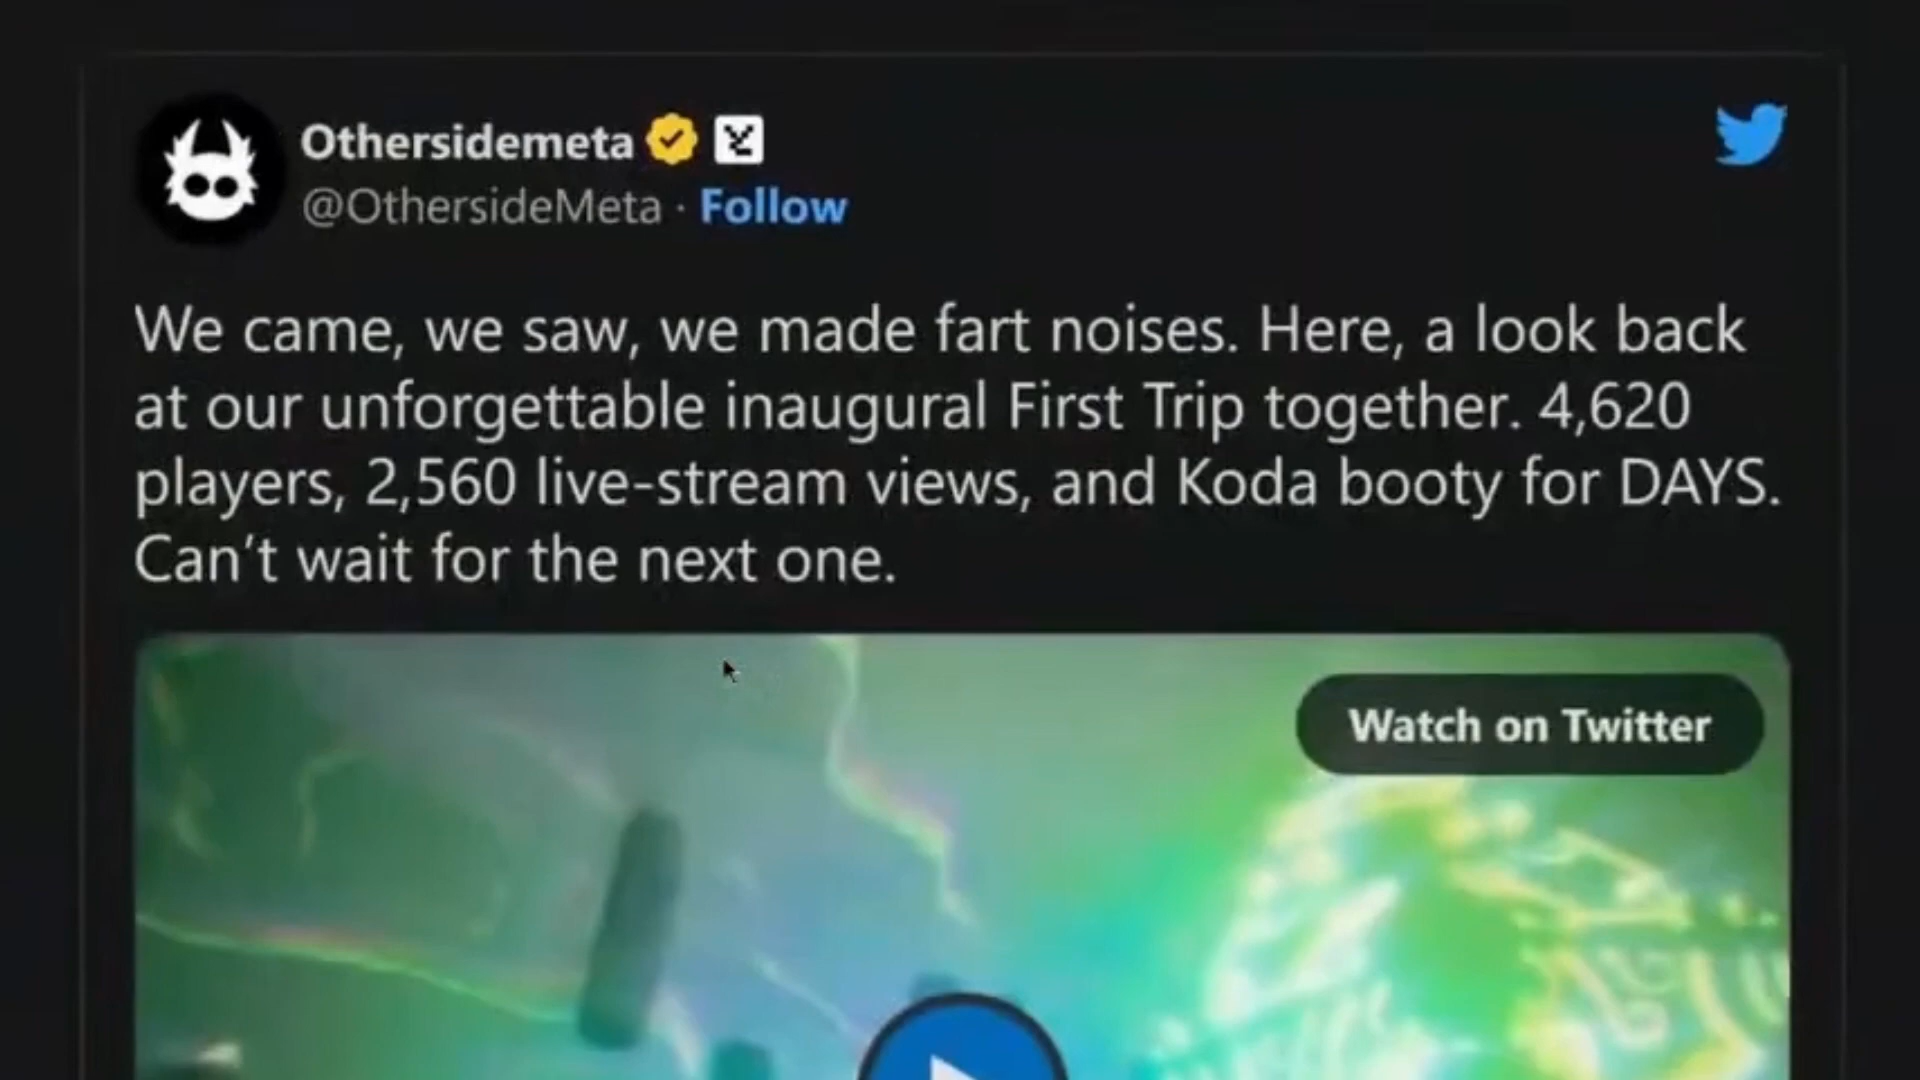 Othersidemeta
@OthersideMeta · Follow
We came, we saw, we made fart noises. Here, a look back
at our unforgettable inaugural First Trip together. 4,620
players, 2,560 live-stream views, and Koda booty for DAYS.
Can't wait for the next one.
Watch on Twitter